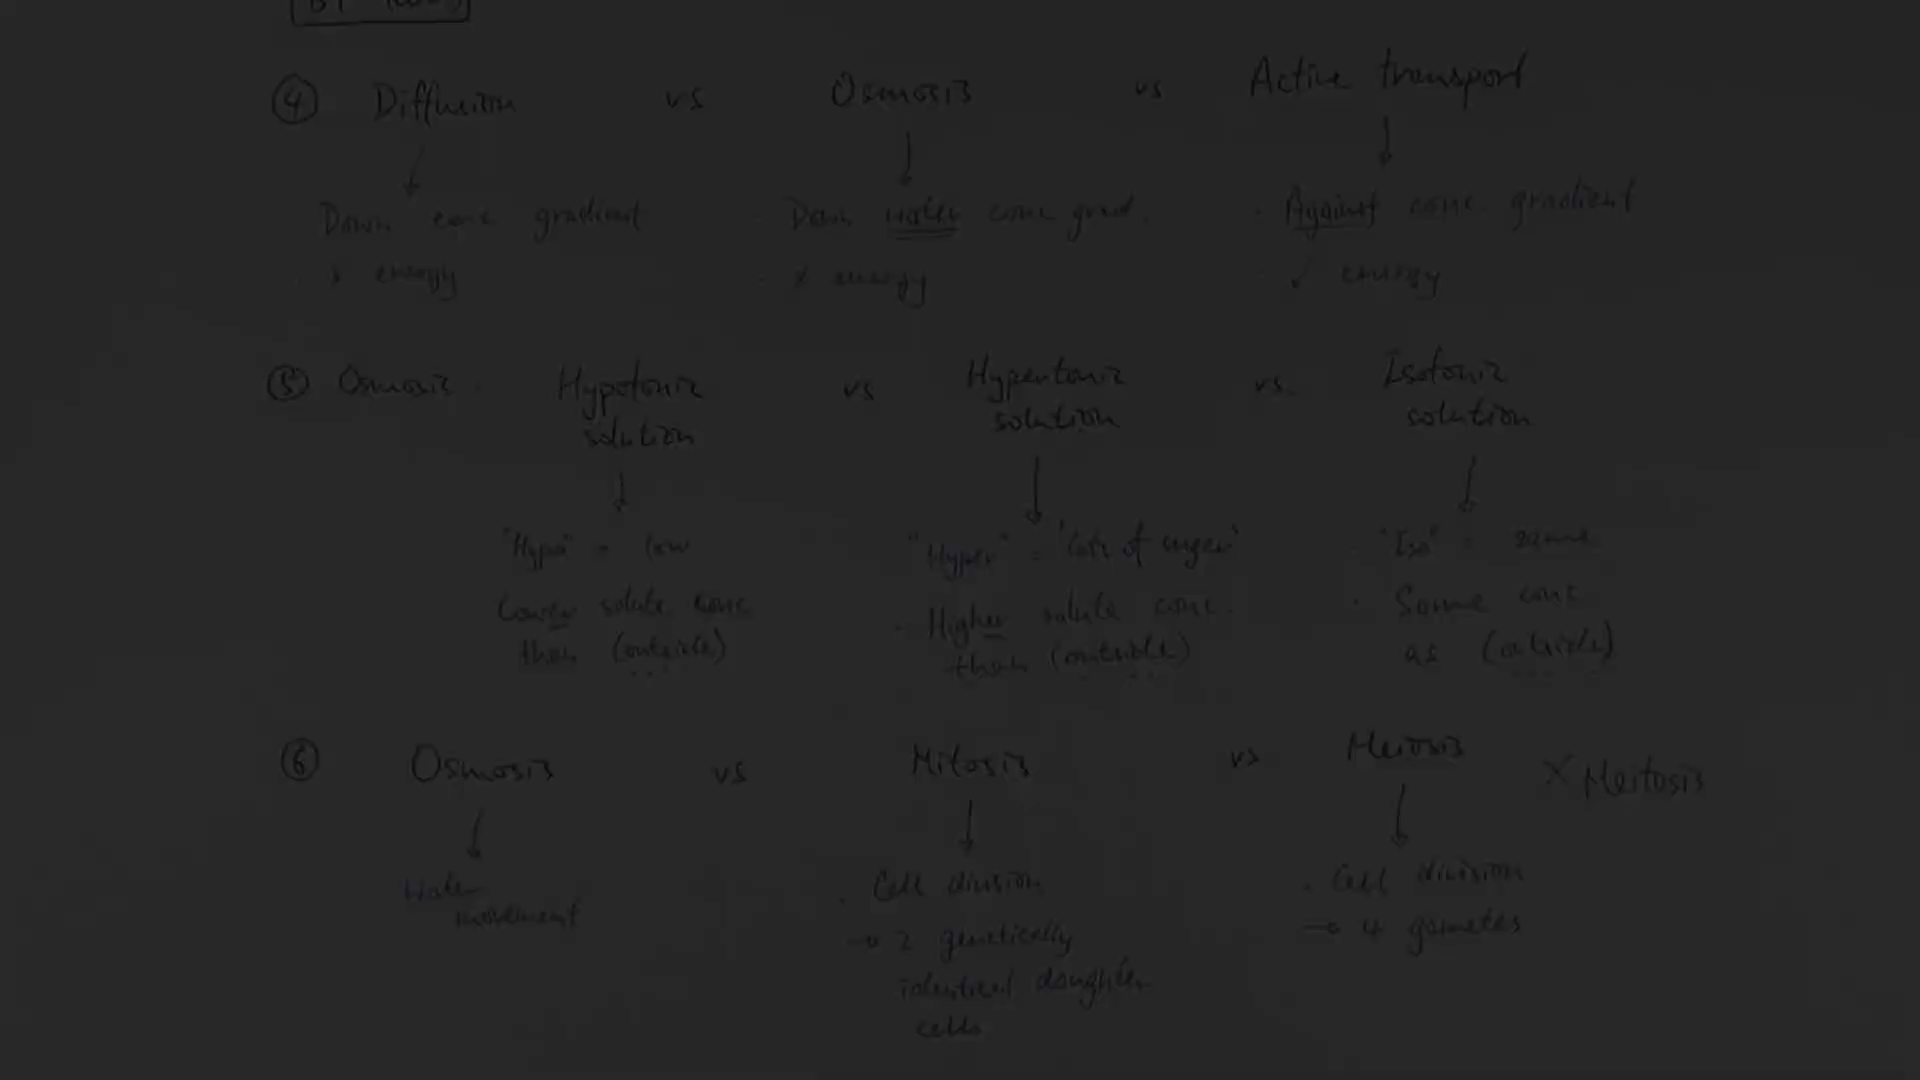 ④ Diffusion vs Osmosis vs Active transport
Down conc gradient
x energy
· Down water conc grad.
· x energy
· Against conc. gradient
✓ energy
⑤ Osmosis Hypotonic solution vs Hypertonic solution vs. Isotonic solution
"Hypo" = low
Lower solute conc
than (outside)
"Hyper" = 'lots of
· Higher solute conc.
than (outside)
· "Iso" = same
· Same conc
as (outside)
⑥ Osmosis vs Mitosis vs Meiosis X Meitosis
Water
movement
· Cell division
→ 2 genetically
identical daughter
cells
· Cell division
→ 4 gametes